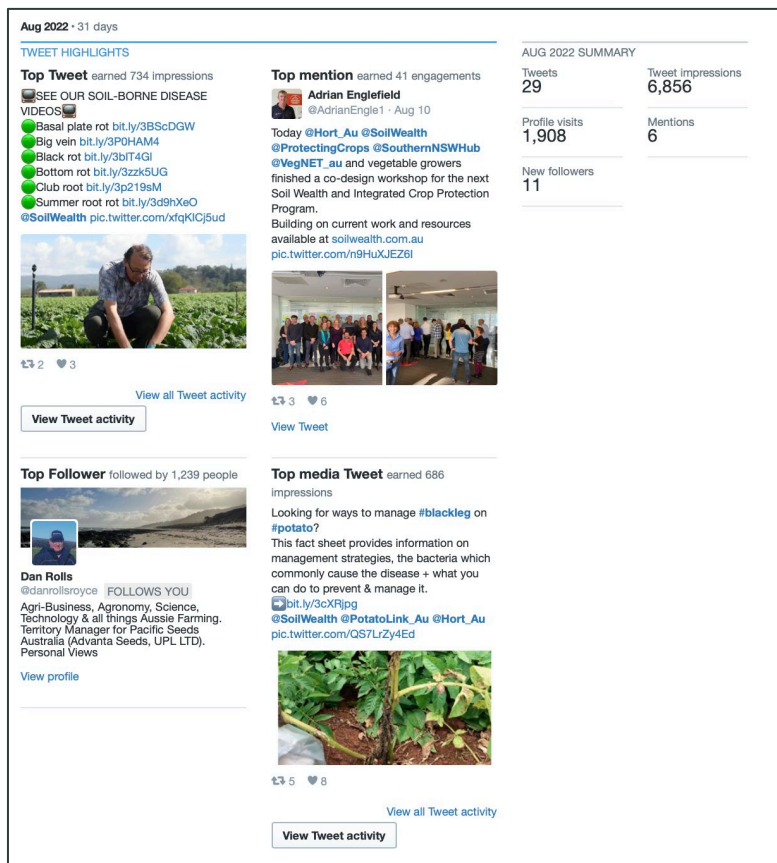 Aug 2022 • 31 days
TWEET HIGHLIGHTS
Top Tweet earned 734 impressions
SEE OUR SOIL-BORNE DISEASE
VIDEOS
Basal plate rot bit.ly/3BScDGW
Big vein bit.ly/3P0HAM4
Black rot bit.ly/3blT4Gl
Bottom rot bit.ly/3zzk5UG
Club root bit.ly/3p219sM
Summer root rot bit.ly/3d9hXeO
@SoilWealth pic.twitter.com/xfqKlCj5ud
2 3
View all Tweet activity
View Tweet activity
Top mention earned 41 engagements
Adrian Englefield
@AdrianEngle1 · Aug 10
Today @Hort_Au @SoilWealth
@ProtectingCrops @SouthernNSWHub
@VegNET_au and vegetable growers
finished a co-design workshop for the next
Soil Wealth and Integrated Crop Protection
Program.
Building on current work and resources
available at soilwealth.com.au
pic.twitter.com/n9HuXJEZ6l
3 6
View Tweet
Top Follower followed by 1,239 people
Dan Rolls
@danrollsroyce FOLLOWS YOU
Agri-Business, Agronomy, Science,
Technology & all things Aussie Farming.
Territory Manager for Pacific Seeds
Australia (Advanta Seeds, UPL LTD).
Personal Views
View profile
Top media Tweet earned 686
impressions
Looking for ways to manage #blackleg on
#potato?
This fact sheet provides information on
management strategies, the bacteria which
commonly cause the disease + what you
can do to prevent & manage it.
bit.ly/3cXRjpg
@SoilWealth @PotatoLink_Au @Hort_Au
pic.twitter.com/QS7LrZy4Ed
5 8
View all Tweet activity
View Tweet activity
AUG 2022 SUMMARY
Tweets
29
Tweet impressions
6,856
Profile visits
1,908
Mentions
6
New followers
11